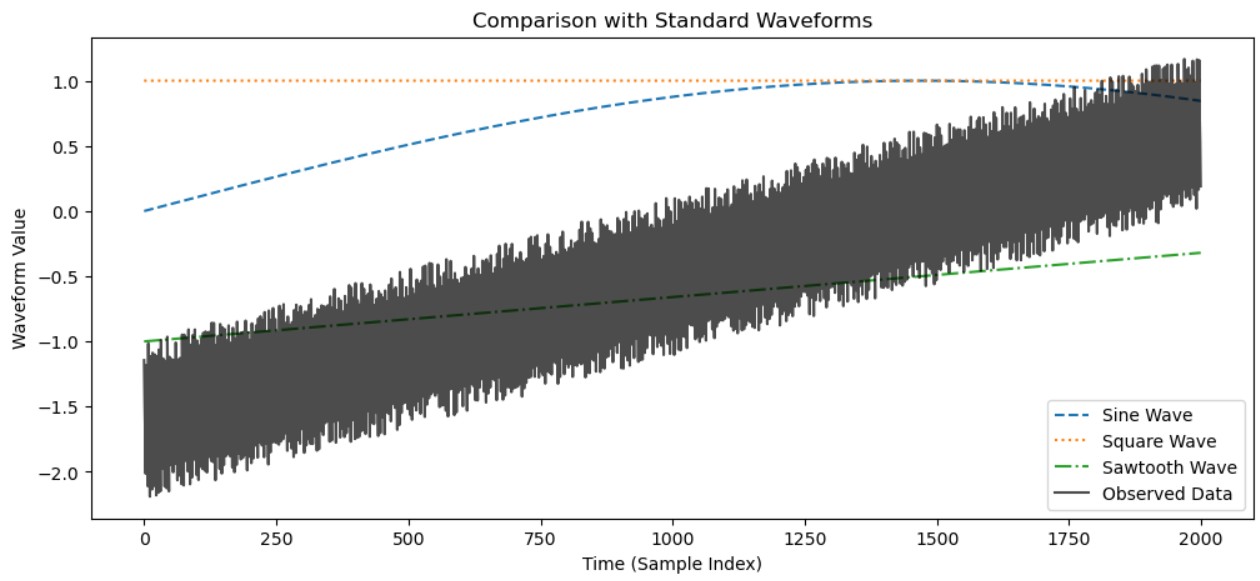 Comparison with Standard Waveforms
Waveform Value
1.0
0.5
0.0
−0.5
−1.0
−1.5
−2.0
0 250 500 750 1000 1250 1500 1750 2000
Time (Sample Index)
Sine Wave
Square Wave
Sawtooth Wave
Observed Data